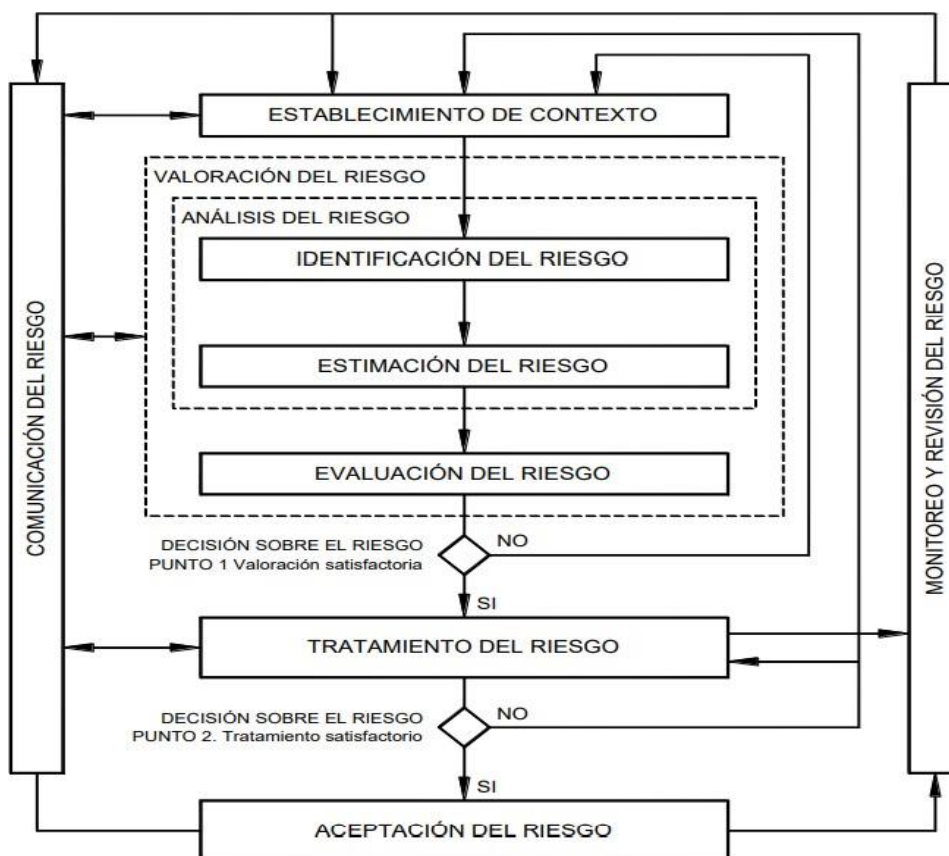 ESTABLECIMIENTO DE CONTEXTO
VALORACIÓN DEL RIESGO
ANÁLISIS DEL RIESGO
IDENTIFICACIÓN DEL RIESGO
ESTIMACIÓN DEL RIESGO
EVALUACIÓN DEL RIESGO
COMUNICACIÓN DEL RIESGO
MONITOREO Y REVISIÓN DEL RIESGO
DECISIÓN SOBRE EL RIESGO
PUNTO 1 Valoración satisfactoria
NO
SI
TRATAMIENTO DEL RIESGO
DECISIÓN SOBRE EL RIESGO
PUNTO 2. Tratamiento satisfactorio
NO
SI
ACEPTACIÓN DEL RIESGO